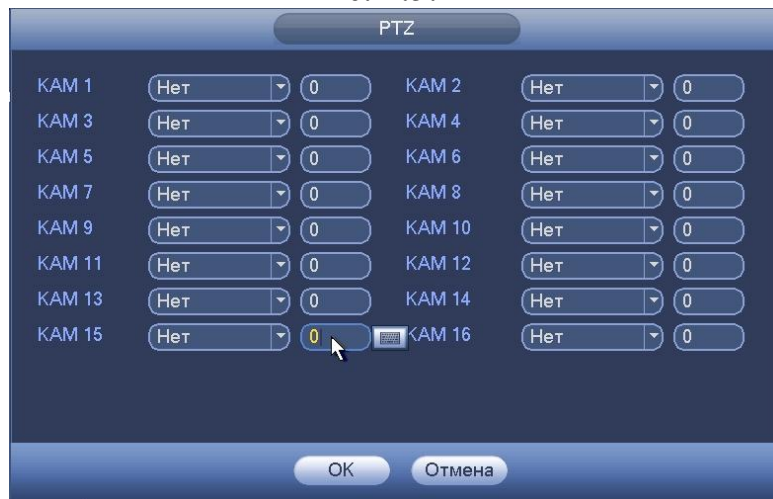 PTZ
КАМ 1 Нет 0 КАМ 2 Нет 0
КАМ 3 Нет 0 КАМ 4 Нет 0
КАМ 5 Нет 0 КАМ 6 Нет 0
КАМ 7 Нет 0 КАМ 8 Нет 0
КАМ 9 Нет 0 КАМ 10 Нет 0
КАМ 11 Нет 0 КАМ 12 Нет 0
КАМ 13 Нет 0 КАМ 14 Нет 0
КАМ 15 Нет 0 КАМ 16 Нет 0
OK Отмена